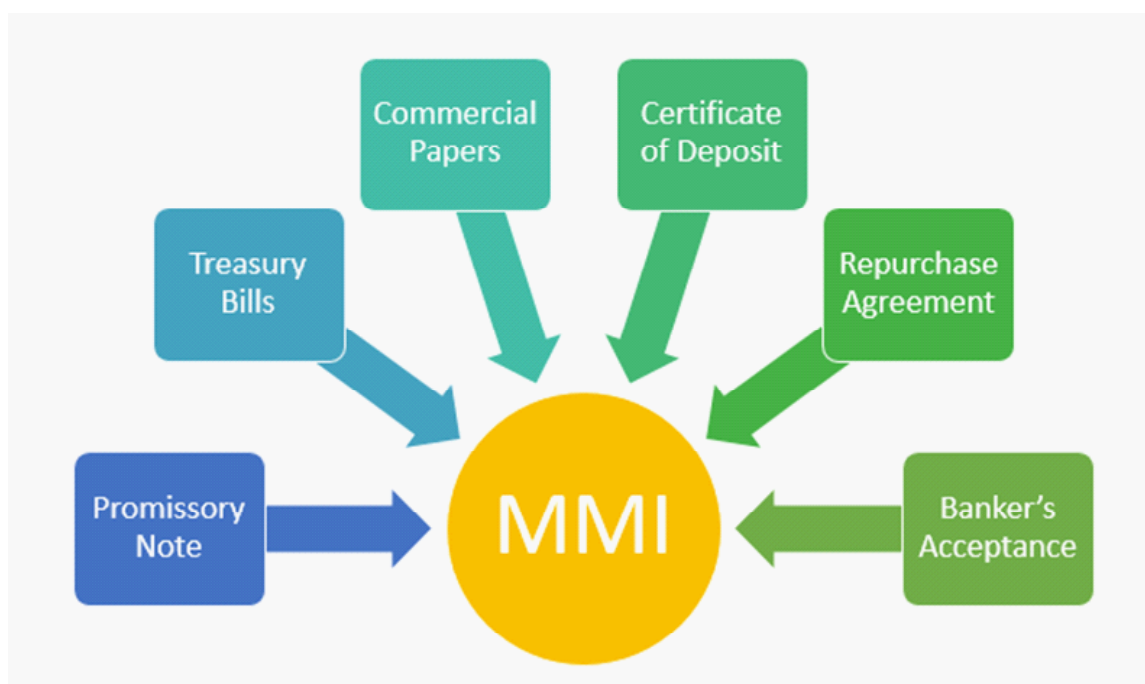 Commercial
Papers
Certificate
of Deposit
Treasury
Bills
Repurchase
Agreement
Promissory
Note
MMI
Banker's
Acceptance